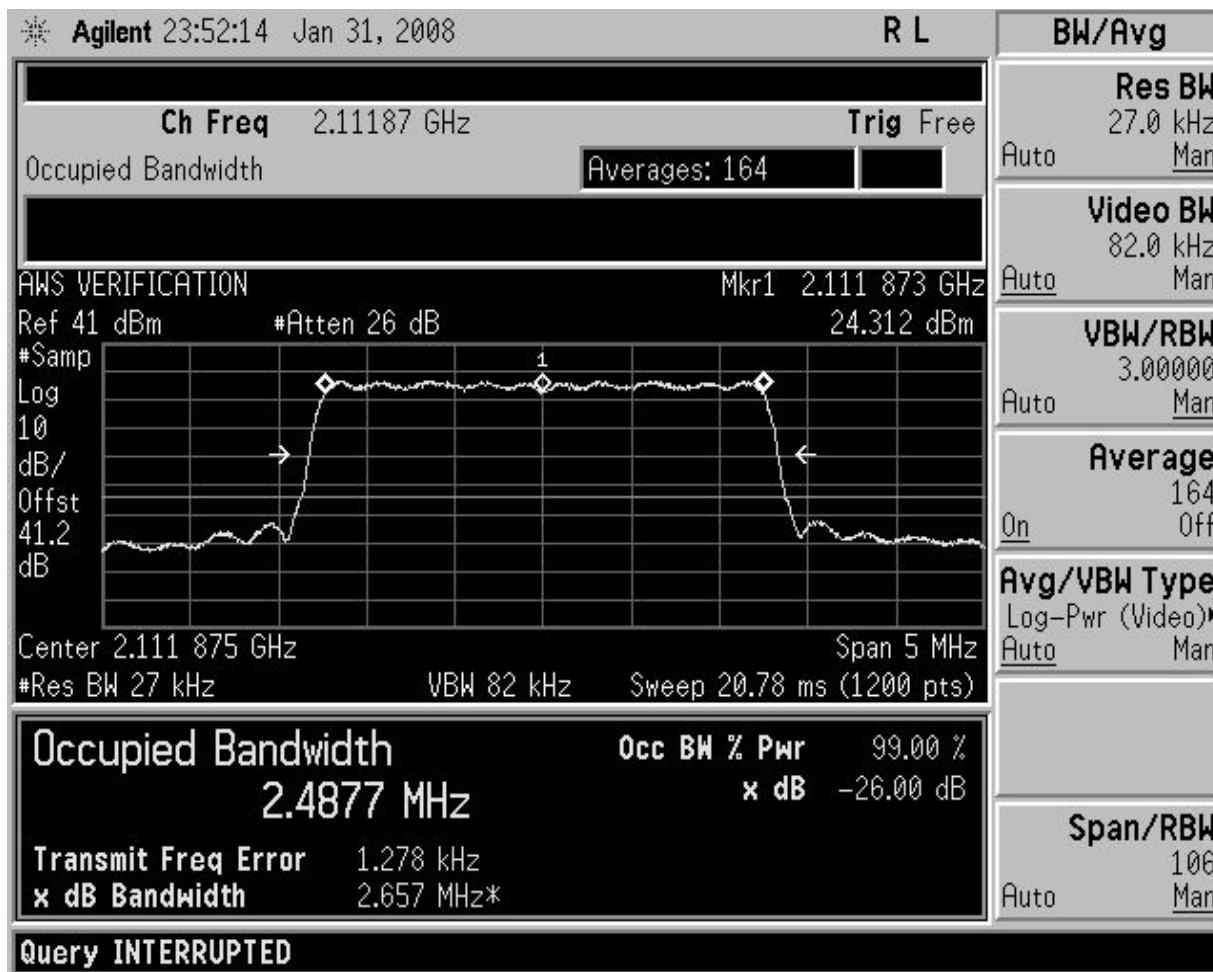 Agilent 23:52:14 Jan 31, 2008 R L
Ch Freq 2.11187 GHz Trig Free
Occupied Bandwidth Averages: 164
AWS VERIFICATION Mkr1 2.111 873 GHz
Ref 41 dBm #Atten 26 dB 24.312 dBm
#Samp
Log
10
dB/
Offst
41.2
dB
1
Center 2.111 875 GHz Span 5 MHz
#Res BW 27 kHz VBW 82 kHz Sweep 20.78 ms (1200 pts)
Occupied Bandwidth Occ BW % Pwr 99.00 %
2.4877 MHz x dB -26.00 dB
Transmit Freq Error 1.278 kHz
x dB Bandwidth 2.657 MHz*
Query INTERRUPTED
BW/Avg
Res BW
27.0 kHz
Auto Man
Video BW
82.0 kHz
Auto Man
VBW/RBW
3.00000
Auto Man
Average
164
On Off
Avg/VBW Type
Log-Pwr (Video)
Auto Man
Span/RBW
106
Auto Man